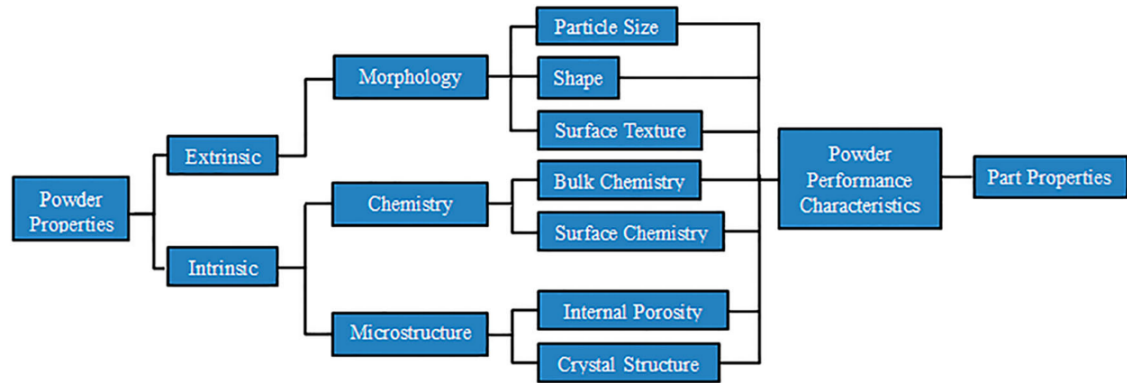 Powder
Properties
Extrinsic
Intrinsic
Morphology
Chemistry
Microstructure
Particle Size
Shape
Surface Texture
Bulk Chemistry
Surface Chemistry
Internal Porosity
Crystal Structure
Powder
Performance
Characteristics
Part Properties